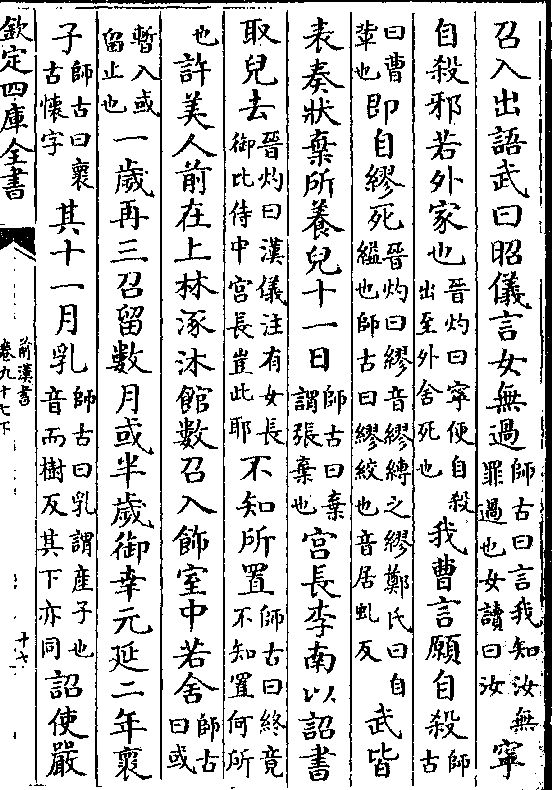 召入出語武曰昭儀言女無過師古曰言我知汝無罪過也女讀曰汝寧
自殺邪若外家也晉灼曰寧便自殺出至外舍死也我曹言願自殺師古
曰曹軰也即自繆死晉灼曰繆音繆縛之繆鄭氏曰自縊也師古曰繆絞也音居虬反武皆
表奏狀棄所養兒十一日師古曰棄謂張棄也宮長李南以詔書
取兒去晉灼曰漢儀注有女長御比侍中宮長豈此耶不知所置師古曰終竟不知置何所
也許美人前在上林涿沐館數召入飾室中若舍師古曰或
暫入或留止也一歲再三召留數月或半歲御幸元延二年褱
子師古曰褱古懷字其十一月乳師古曰乳謂産子也音而樹反其下亦同詔使嚴
欽定四庫全書
前漢書
卷九十七下
十七